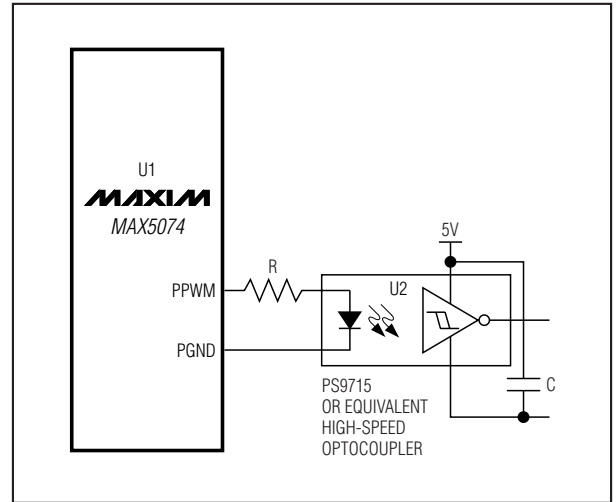 U1
MAXIM
MAX5074
5V
R
U2
PPWM
PGND
C
PS9715
OR EQUIVALENT
HIGH-SPEED
OPTOCOUPLER